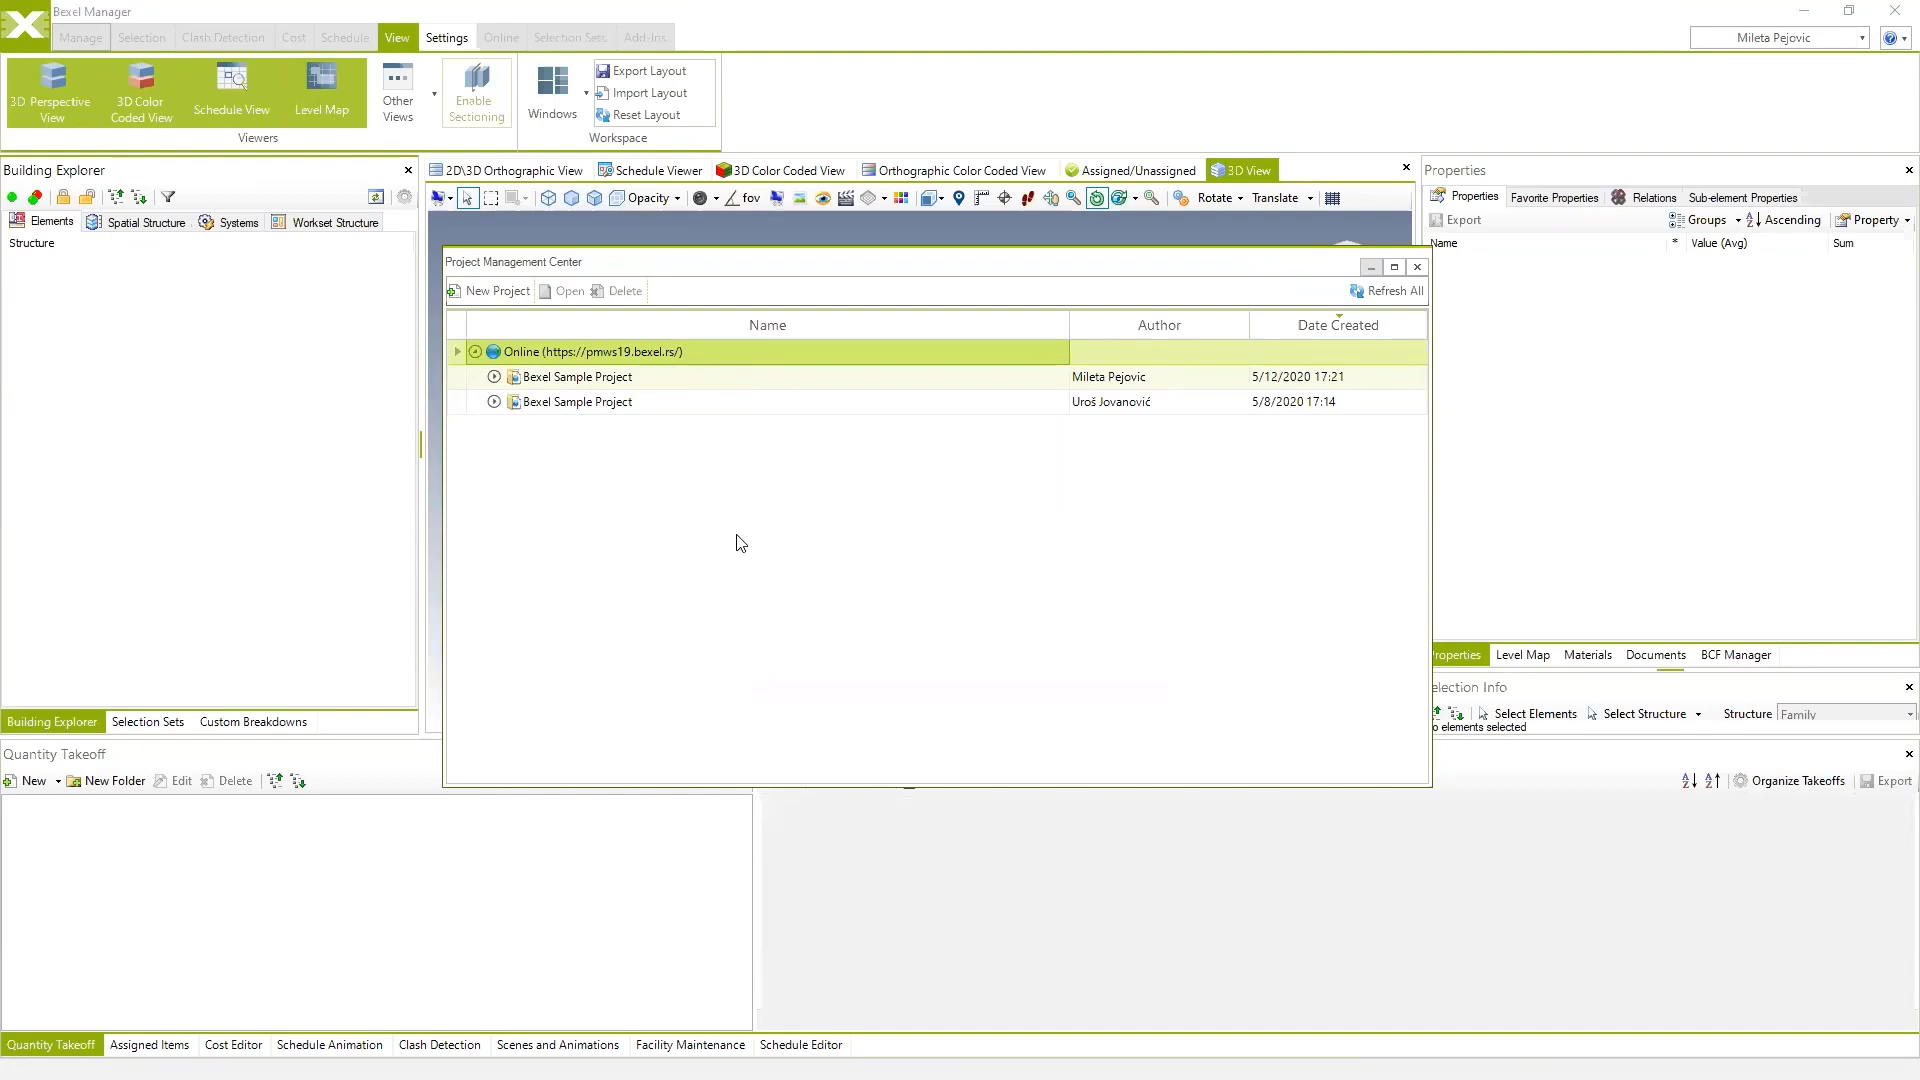 Bexel Manager
Manage Selection Clash Detection Cost Schedule View Settings Online Selection Sets Add-Ins
Mileta Pejovic
3D Perspective View
3D Color Coded View
Schedule View
Level Map
Other Views
Enable Sectioning
Windows
Export Layout
Import Layout
Reset Layout
Viewers
Workspace
Building Explorer
2D\3D Orthographic View Schedule Viewer 3D Color Coded View Orthographic Color Coded View Assigned/Unassigned 3D View
Properties
Opacity fov Rotate Translate
Properties Favorite Properties Relations Sub-element Properties
Elements Spatial Structure Systems Workset Structure
Export Groups Ascending Property
Structure
Name * Value (Avg) Sum
Project Management Center
New Project Open Delete Refresh All
Name Author Date Created
Online (https://pmws19.bexel.rs/)
Bexel Sample Project Mileta Pejovic 5/12/2020 17:21
Bexel Sample Project Uroš Jovanović 5/8/2020 17:14
roperties Level Map Materials Documents BCF Manager
election Info
Select Elements Select Structure Structure Family
o elements selected
Building Explorer Selection Sets Custom Breakdowns
Quantity Takeoff
New New Folder Edit Delete
Organize Takeoffs Export
Quantity Takeoff Assigned Items Cost Editor Schedule Animation Clash Detection Scenes and Animations Facility Maintenance Schedule Editor